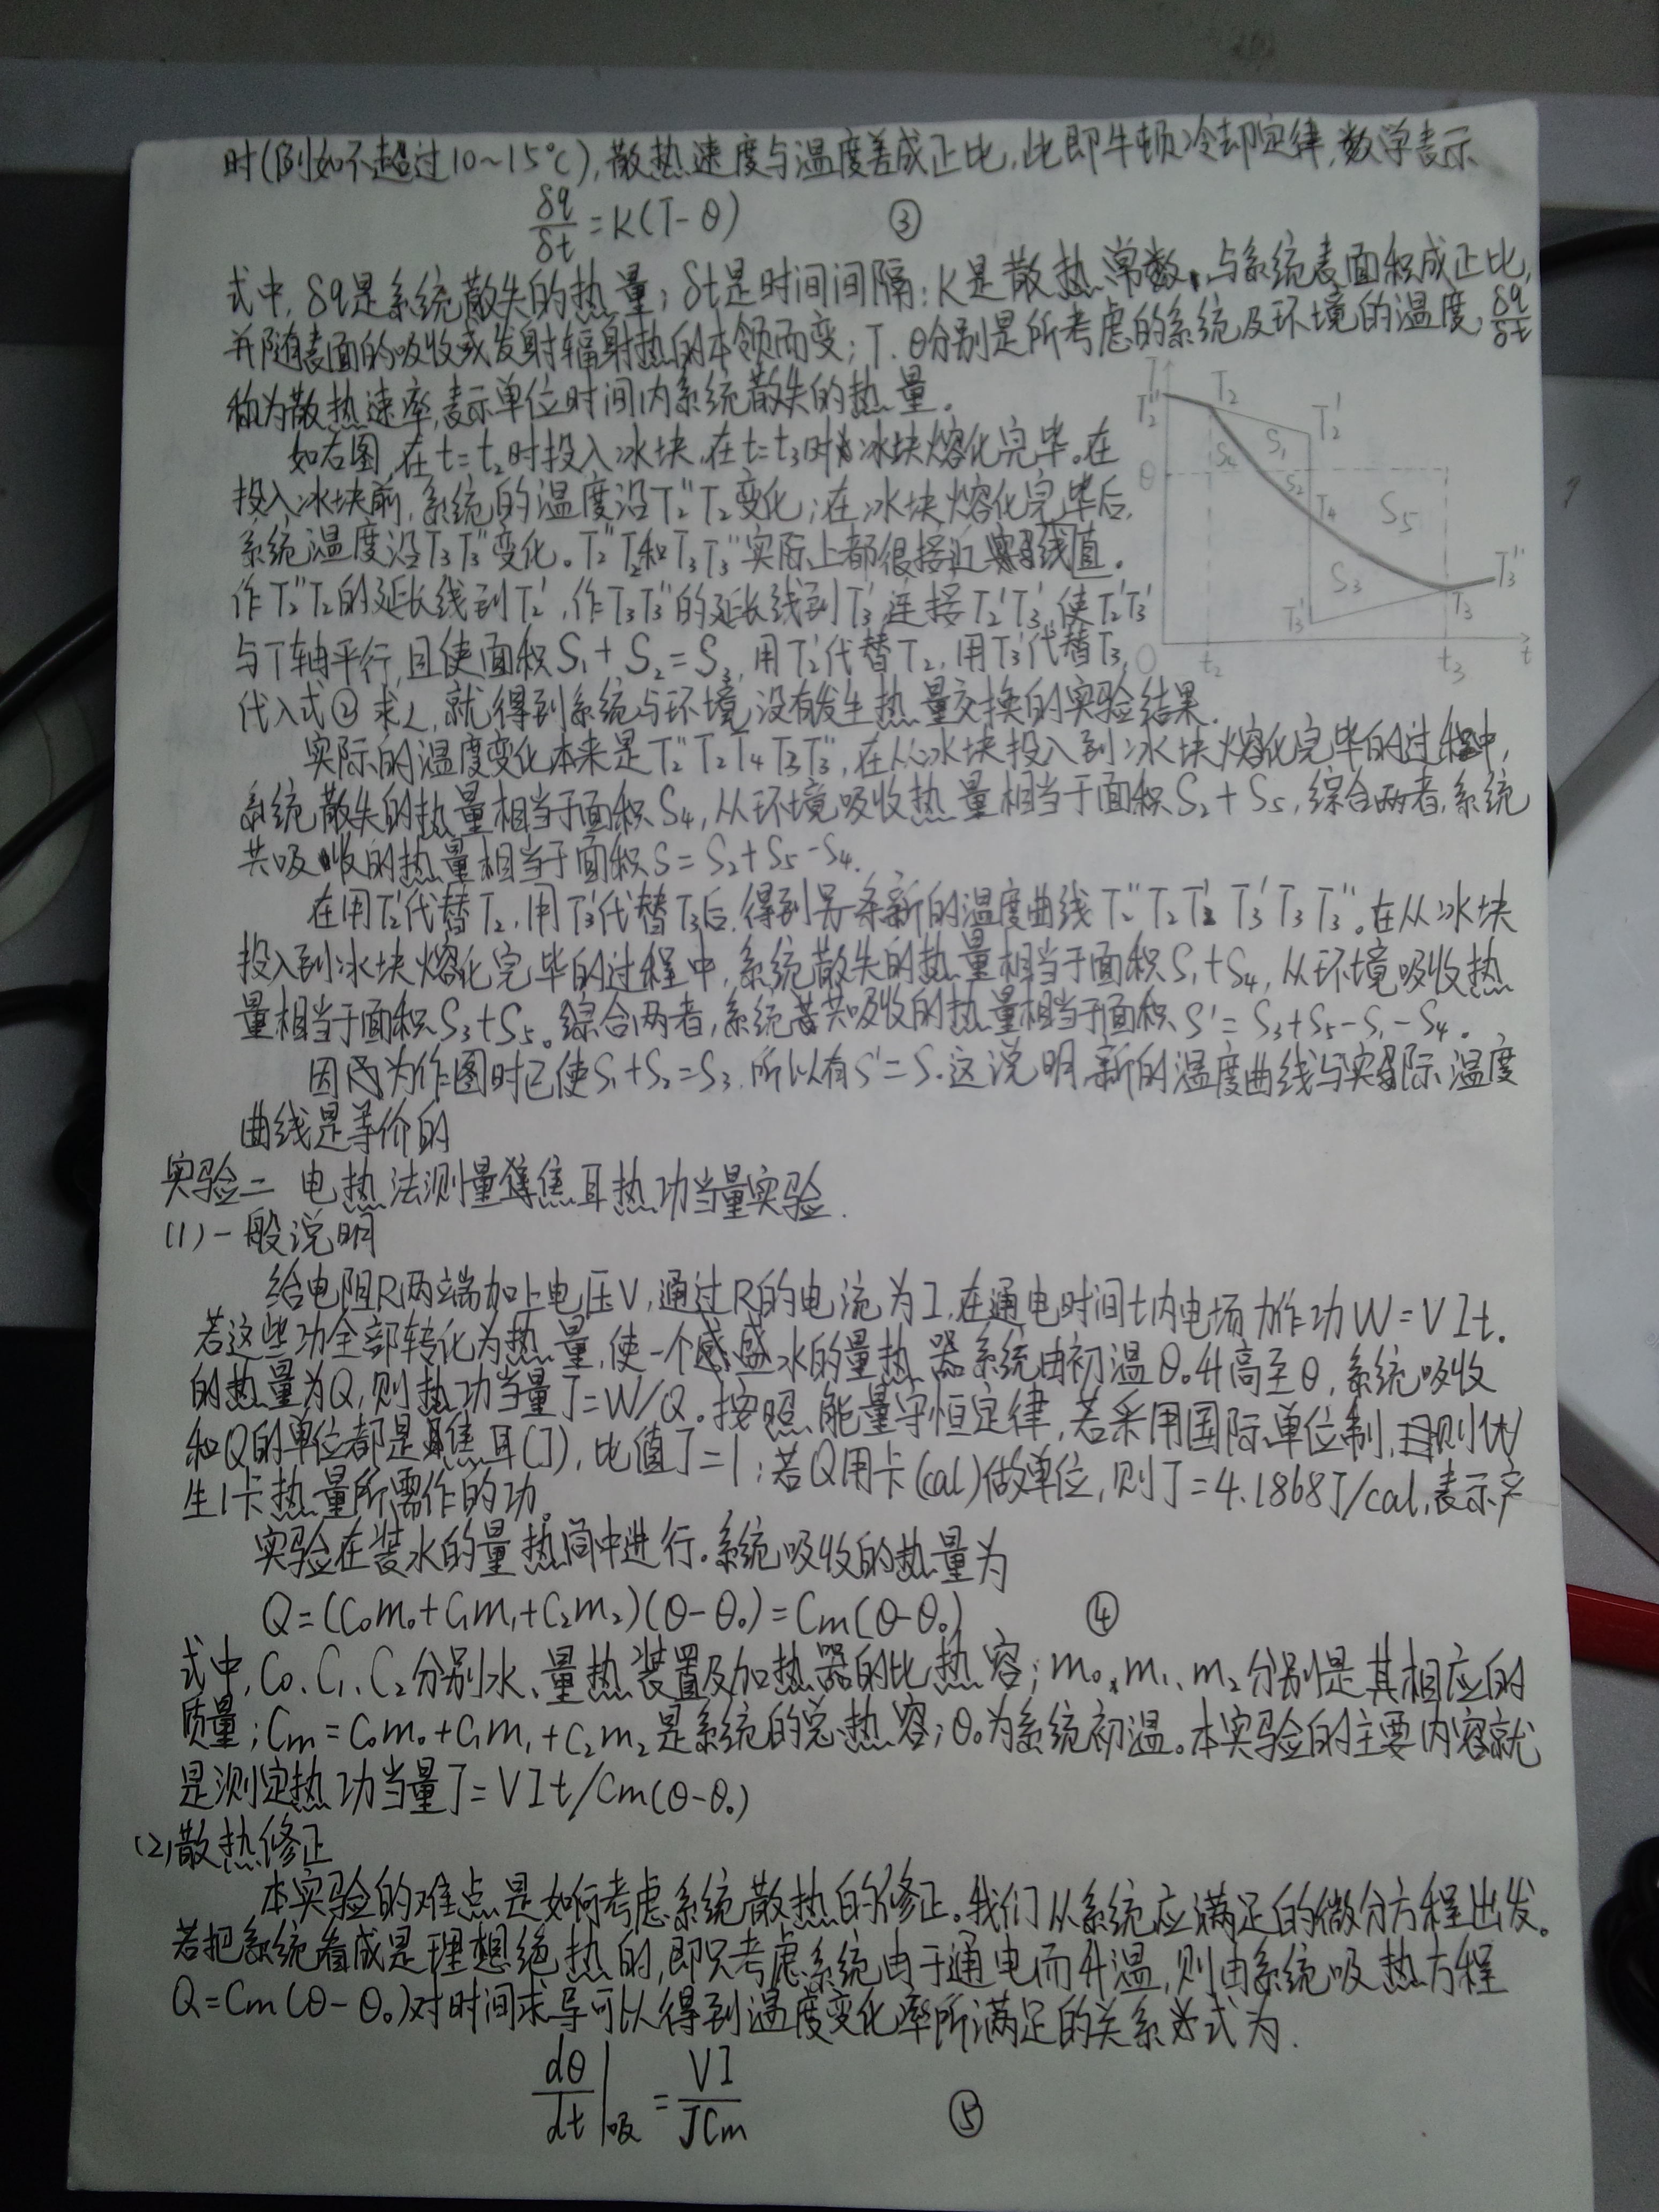 时(例如不超过10~15℃),散热速度与温度差成正比,此即牛顿冷却定律,数学表示
δq/δt = K(T-θ) ③
式中,δq是系统散失的热量;δt是时间间隔;K是散热常数,与系统表面积成正比,
并随表面的吸收或发射辐射热的本领而变;T、θ分别是所考虑的系统及环境的温度,δq/δt
称为散热速率,表示单位时间内系统散失的热量。
如右图,在t=t₂时投入冰块,在t=t₃时冰块熔化完毕。在
投入冰块前,系统的温度沿T₂''T₂变化;在冰块熔化完毕后,
系统温度沿T₃T₃''变化。T₂''T₂和T₃T₃''实际上都很接近线值。
作T₂''T₂的延长线到T₂',作T₃T₃''的延长线到T₃',连接T₂'T₃',使T₂'T₃'
与T轴平行,且使面积S₁+S₂=S₃,用T₂'代替T₂,用T₃'代替T₃,
代入式②求L,就得到系统与环境没有发生热量交换的实验结果.
T
T₂''
T₂
T₂'
S₁
S₄
θ
S₂
T₄
S₅
S₃
T₃''
T₃'
T₃
O
t₂
t₃
t
实际的温度变化本来是T₂''T₂T₄T₃T₃'',在从冰块投入到冰块熔化完毕的过程中,
系统散失的热量相当于面积S₄,从环境吸收热量相当于面积S₂+S₅,综合两者,系统
共吸收的热量相当于面积S=S₂+S₅-S₄.
在用T₂'代替T₂,用T₃'代替T₃后,得到另条新的温度曲线T₂''T₂T₂'T₃'T₃T₃''。在从冰块
投入到冰块熔化完毕的过程中,系统散失的热量相当于面积S₁+S₄,从环境吸收热
量相当于面积S₃+S₅。综合两者,系统共吸收的热量相当于面积S'=S₃+S₅-S₁-S₄.
因为作图时已使S₁+S₂=S₃,所以有S'=S.这说明新的温度曲线与实际温度
曲线是等价的
实验二 电热法测量焦耳热功当量实验.
(1)一般说明
给电阻R两端加上电压V,通过R的电流为I,在通电时间t内电场力作功W=VIt.
若这些功全部转化为热量,使一个盛水的量热器系统由初温θ₀升高至θ,系统吸收
的热量为Q,则热功当量J=W/Q。按照能量守恒定律,若采用国际单位制,则W
和Q的单位都是焦耳(J),比值J=1;若Q用卡(cal)做单位,则J=4.1868J/cal,表示产
生1卡热量所需作的功。
实验在装水的量热筒中进行。系统吸收的热量为
Q=(C₀m₀+C₁m₁+C₂m₂)(θ-θ₀)=Cm(θ-θ₀) ④
式中,C₀、C₁、C₂分别水、量热装置及加热器的比热容;m₀、m₁、m₂分别是其相应的
质量;Cm=C₀m₀+C₁m₁+C₂m₂是系统的总热容;θ₀为系统初温。本实验的主要内容就
是测定热功当量J=VIt/Cm(θ-θ₀)
(2)散热修正
本实验的难点是如何考虑系统散热的修正。我们从系统应满足的微分方程出发。
若把系统看成是理想绝热的,即只考虑系统由于通电而升温,则由系统吸热方程
Q=Cm(θ-θ₀)对时间求导可以得到温度变化率所满足的关系式为.
dθ/dt|吸 = VI/JCm ⑤